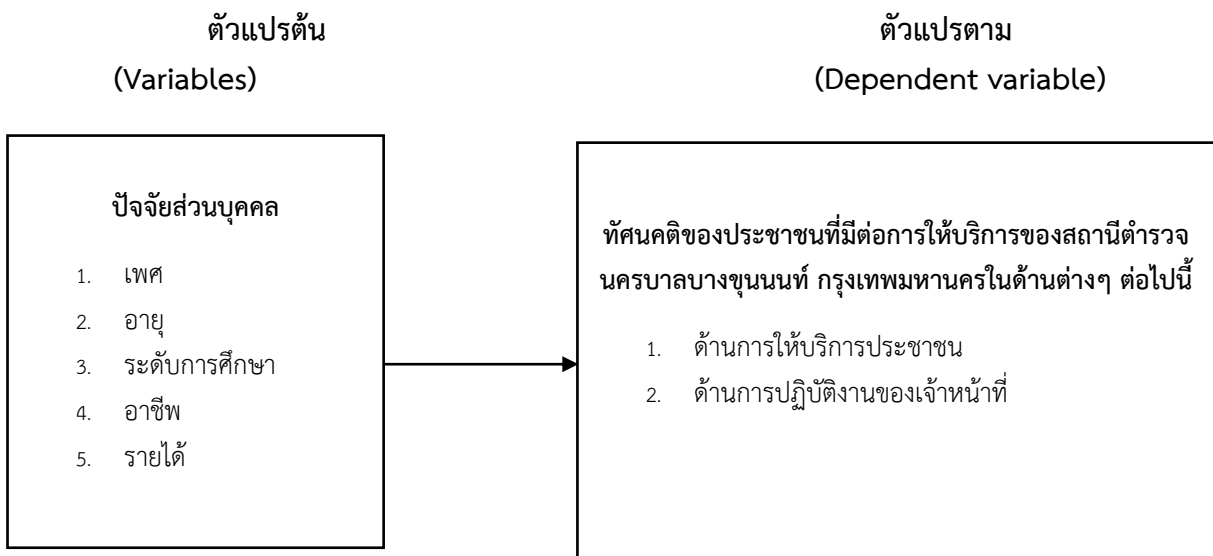 ตัวแปรต้น
(Variables)
ตัวแปรตาม
(Dependent variable)
ปัจจัยส่วนบุคคล
1. เพศ
2. อายุ
3. ระดับการศึกษา
4. อาชีพ
5. รายได้
ทัศนคติของประชาชนที่มีต่อการให้บริการของสถานีตำรวจ
นครบาลบางขุนนนท์ กรุงเทพมหานครในด้านต่างๆ ต่อไปนี้
1. ด้านการให้บริการประชาชน
2. ด้านการปฏิบัติงานของเจ้าหน้าที่